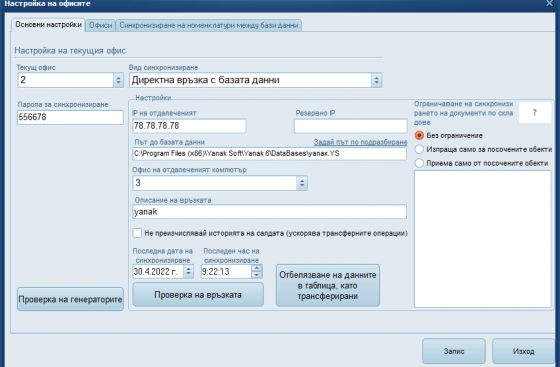 Настройка на офисите
Основни настройки
Офиси
Синхронизиране на номенклатури между бази данни
Настройка на текущия офис
Текущ офис
2
Вид синхронизиране
Директна връзка с базата данни
Парола за синхронизиране
556678
Настройки
IP на отдалеченият
78.78.78.78
Резервно IP
Път до базата данни
Задай път по подразбиране
C:\Program Files (x86)\Yanak Soft\Yanak 6\DataBases\yanak.YS
Офис на отдалеченият компютър
3
Описание на връзката
yanak
Не преизчислявай историята на салдата (ускорява трансферните операции)
Последна дата на
синхронизиране
30.4.2022 г.
Последен час на
синхронизиране
9:22:13
Отбелязване на данните
в таблица, като
трансферирани
Проверка на генераторите
Проверка на връзката
Ограничаване на синхронизи
рането на документи по скла
дове
?
Без ограничение
Изпраща само за посочените обекти
Приема само от посочените обекти
Запис
Изход